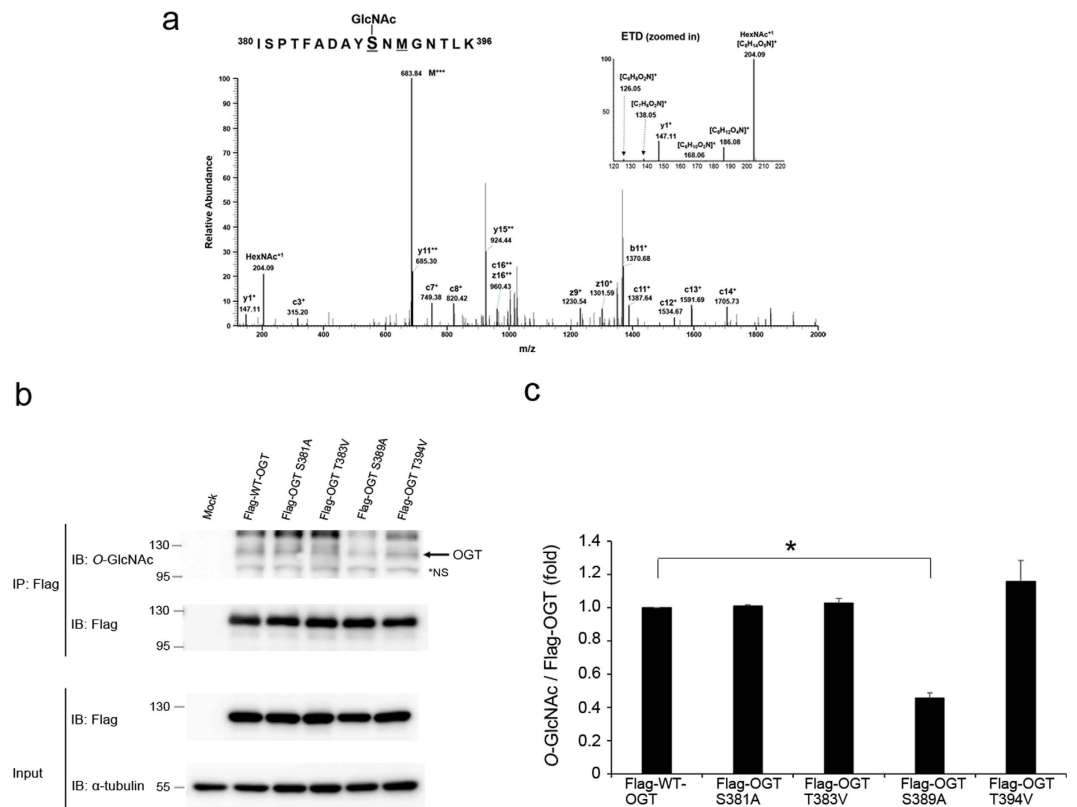 a
GlcNAc
380 I S P T F A D A Y S N M G N T L K 396
ETD (zoomed in)
HexNAc+1
[C8H14O5N]+
204.09
100
50
[C6H8O2N]+
126.05
[C7H8O2N]+
138.05
y1+
147.11
[C8H10O3N]+
168.06
[C8H12O4N]+
186.08
120 130 140 150 160 170 180 190 200 210 220
Relative Abundance
100
90
80
70
60
50
40
30
20
10
0
683.84 M+++
HexNAc+1
204.09
y1+
147.11
c3+
315.20
y11++
685.30
c7+
749.38
c8+
820.42
y15++
924.44
c16++
z16++
960.43
z9+
1230.54
z10+
1301.59
b11+
1370.68
c11+
1387.64
c12+
1534.67
c13+
1591.69
c14+
1705.73
200 400 600 800 1000 1200 1400 1600 1800 2000
m/z
b
Mock
Flag-WT-OGT
Flag-OGT S381A
Flag-OGT T383V
Flag-OGT S389A
Flag-OGT T394V
IP: Flag
IB: O-GlcNAc
130
95
OGT
*NS
IB: Flag
130
95
Input
IB: Flag
130
IB: α-tubulin
55
c
O-GlcNAc / Flag-OGT (fold)
1.4
1.2
1.0
0.8
0.6
0.4
0.2
0
*
Flag-WT-OGT
Flag-OGT S381A
Flag-OGT T383V
Flag-OGT S389A
Flag-OGT T394V